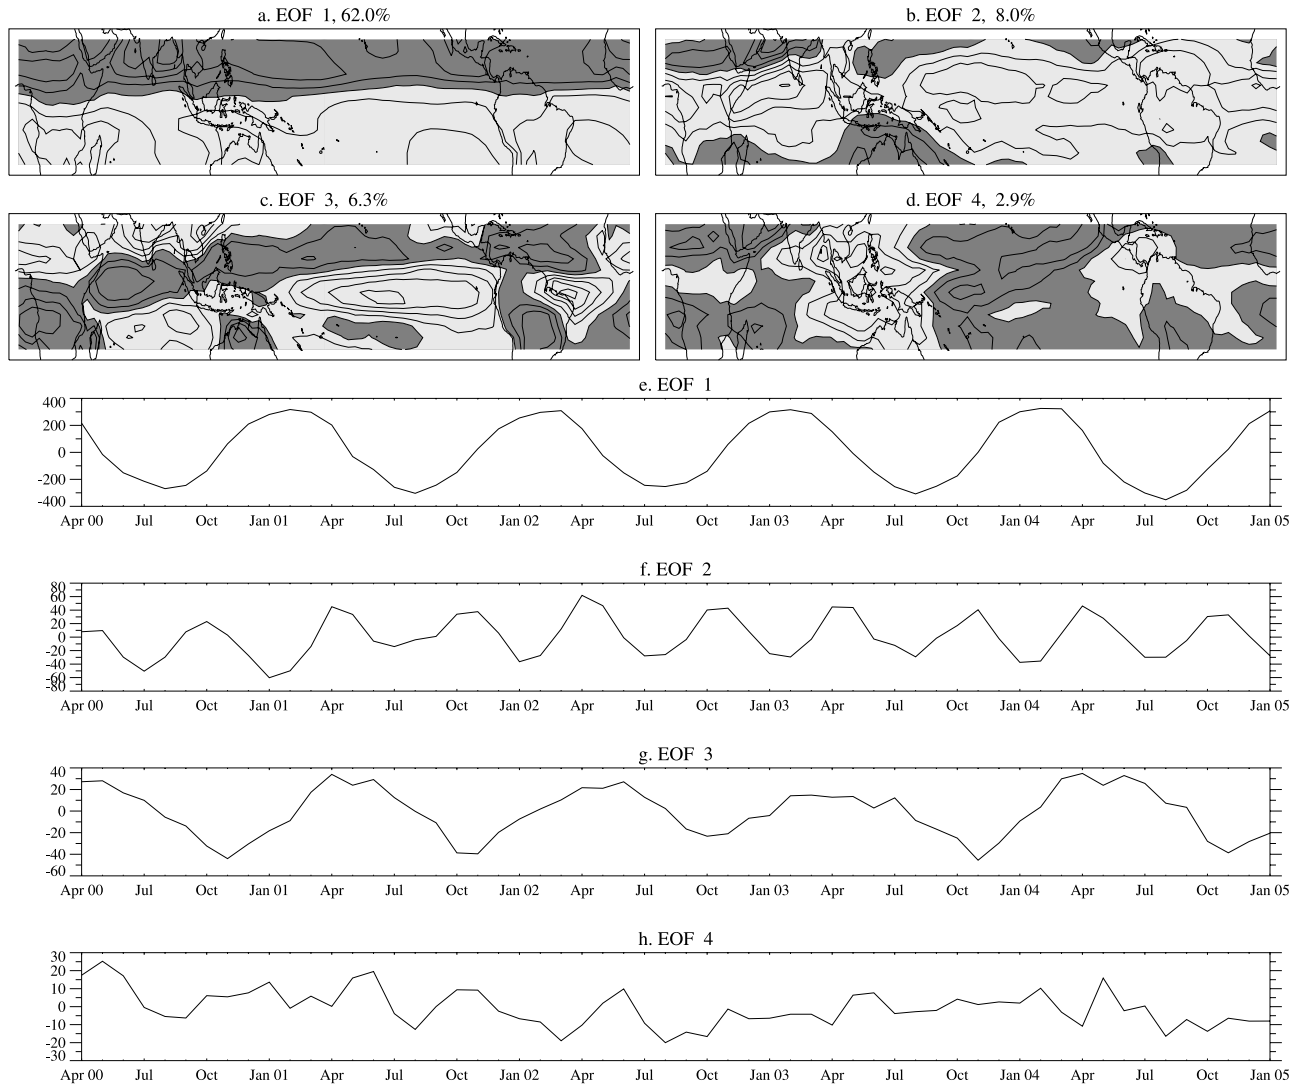 a. EOF 1, 62.0%
b. EOF 2, 8.0%
c. EOF 3, 6.3%
d. EOF 4, 2.9%
e. EOF 1
400
200
0
-200
-400
Apr 00 Jul Oct Jan 01 Apr Jul Oct Jan 02 Apr Jul Oct Jan 03 Apr Jul Oct Jan 04 Apr Jul Oct Jan 05
f. EOF 2
80
60
40
20
0
-20
-40
-60
-80
Apr 00 Jul Oct Jan 01 Apr Jul Oct Jan 02 Apr Jul Oct Jan 03 Apr Jul Oct Jan 04 Apr Jul Oct Jan 05
g. EOF 3
40
20
0
-20
-40
-60
Apr 00 Jul Oct Jan 01 Apr Jul Oct Jan 02 Apr Jul Oct Jan 03 Apr Jul Oct Jan 04 Apr Jul Oct Jan 05
h. EOF 4
30
20
10
0
-10
-20
-30
Apr 00 Jul Oct Jan 01 Apr Jul Oct Jan 02 Apr Jul Oct Jan 03 Apr Jul Oct Jan 04 Apr Jul Oct Jan 05